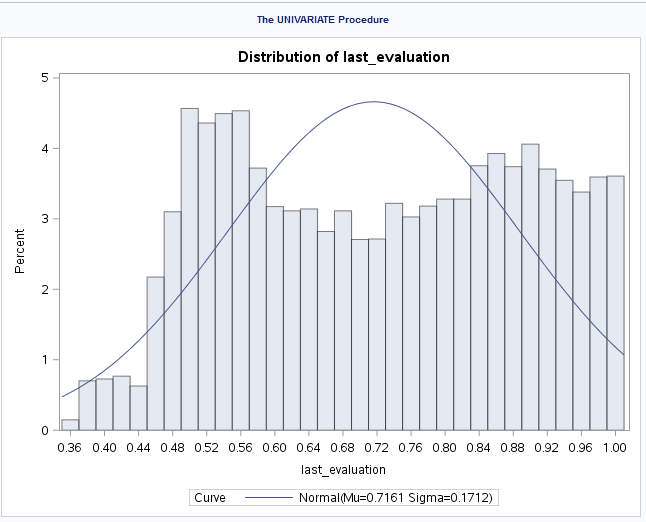 The UNIVARIATE Procedure
Distribution of last_evaluation
5
4
3
2
1
0
Percent
0.36 0.40 0.44 0.48 0.52 0.56 0.60 0.64 0.68 0.72 0.76 0.80 0.84 0.88 0.92 0.96 1.00
last_evaluation
Curve Normal(Mu=0.7161 Sigma=0.1712)